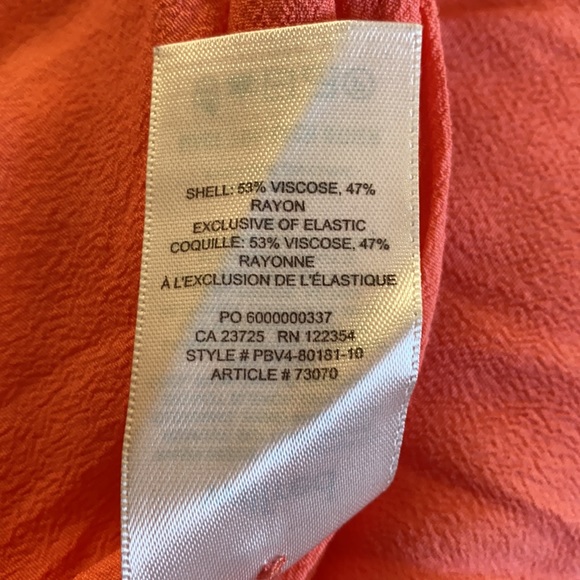 SHELL: 53% VISCOSE, 47%
RAYON
EXCLUSIVE OF ELASTIC
COQUILLE: 53% VISCOSE, 47%
RAYONNE
À L'EXCLUSION DE L'ÉLASTIQUE
PO 6000000337
CA 23725 RN 122354
STYLE # PBV4-80181-10
ARTICLE # 73070